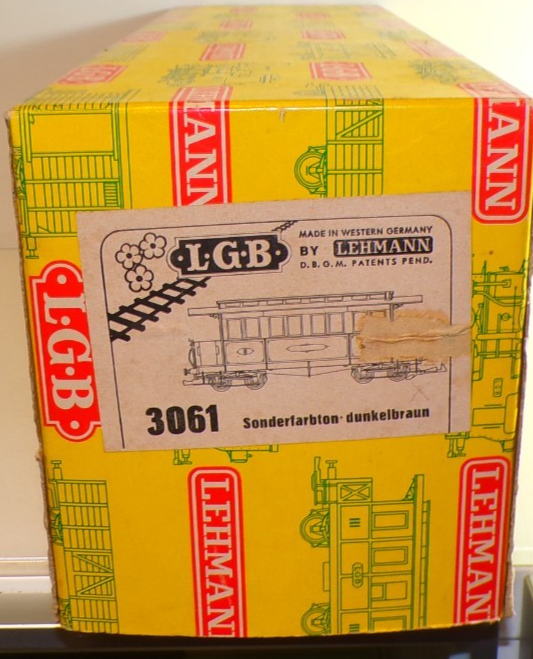 LEHMANN
LEHMANN
L·G·B
L·G·B
MADE IN WESTERN GERMANY
BY LEHMANN
D.B.G.M. PATENTS PEND.
3061 Sonderfarbton·dunkelbraun
LEHMANN
LEHMANN